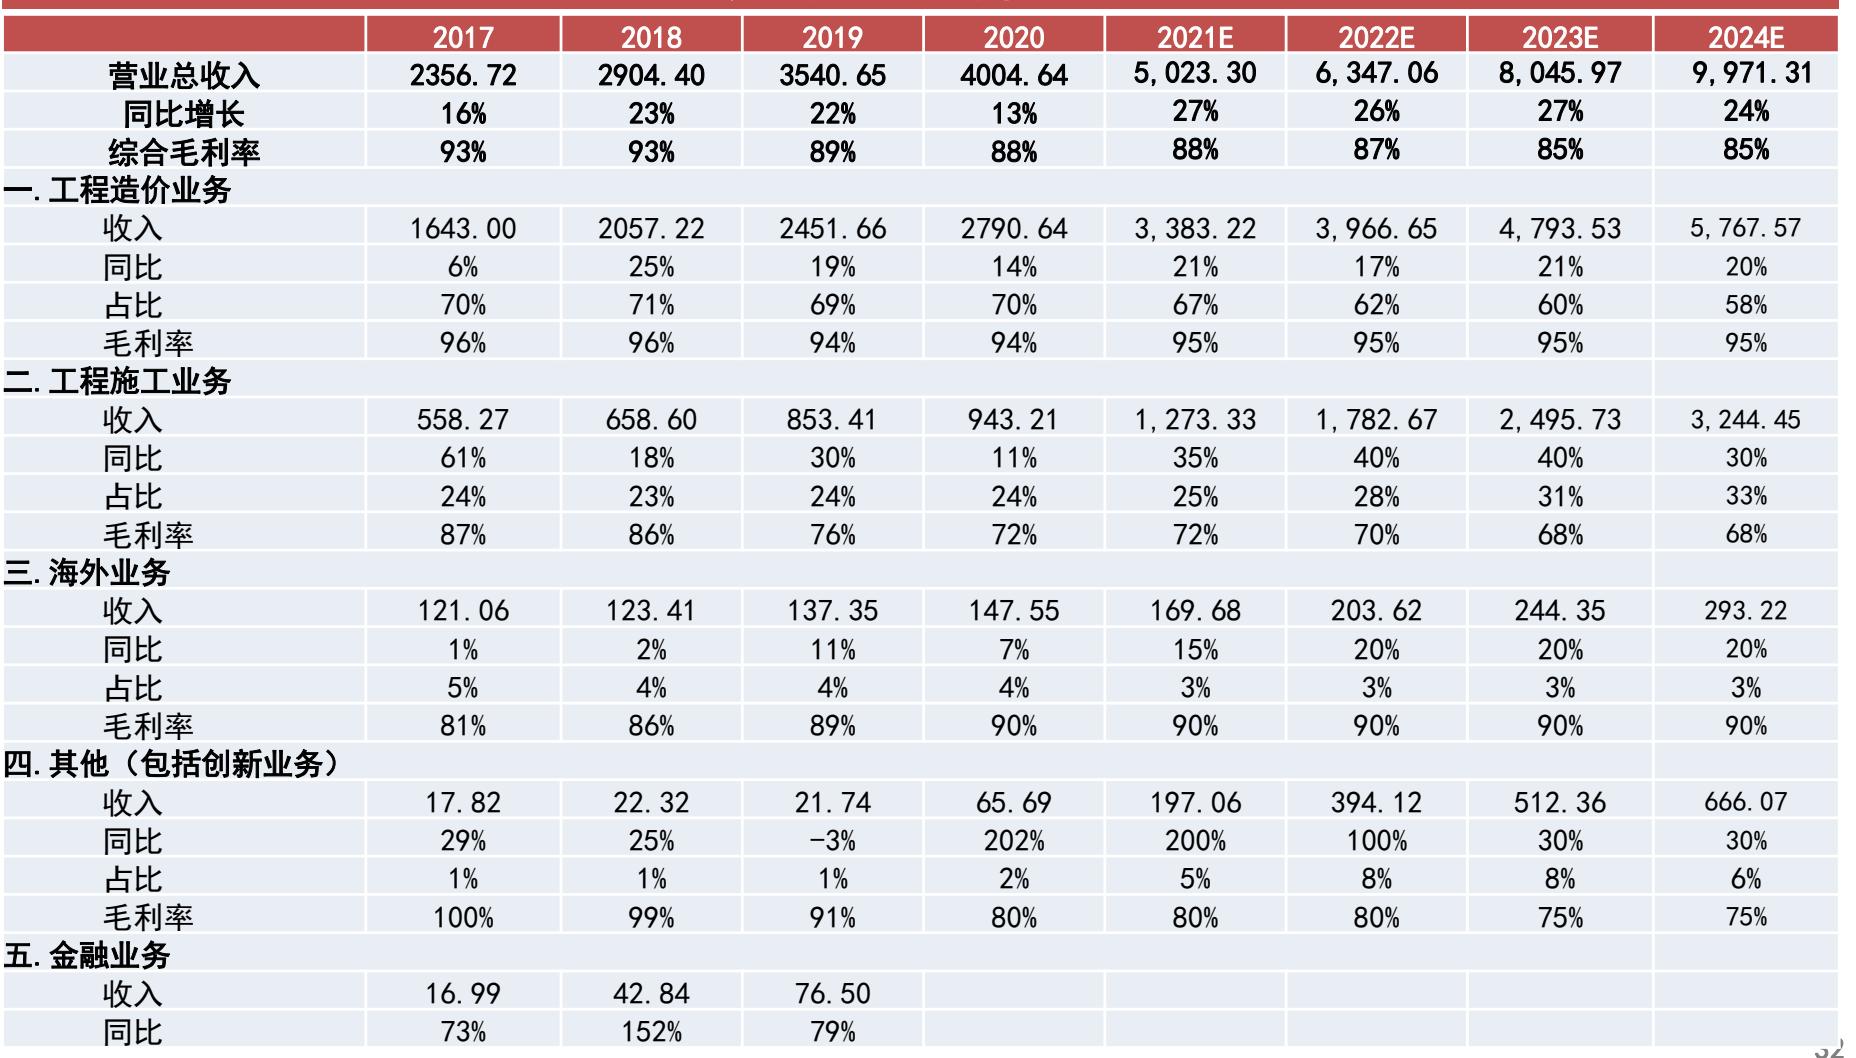 2017 2018 2019 2020 2021E 2022E 2023E 2024E
营业总收入 2356.72 2904.40 3540.65 4004.64 5,023.30 6,347.06 8,045.97 9,971.31
同比增长 16% 23% 22% 13% 27% 26% 27% 24%
综合毛利率 93% 93% 89% 88% 88% 87% 85% 85%
一.工程造价业务
收入 1643.00 2057.22 2451.66 2790.64 3,383.22 3,966.65 4,793.53 5,767.57
同比 6% 25% 19% 14% 21% 17% 21% 20%
占比 70% 71% 69% 70% 67% 62% 60% 58%
毛利率 96% 96% 94% 94% 95% 95% 95% 95%
二.工程施工业务
收入 558.27 658.60 853.41 943.21 1,273.33 1,782.67 2,495.73 3,244.45
同比 61% 18% 30% 11% 35% 40% 40% 30%
占比 24% 23% 24% 24% 25% 28% 31% 33%
毛利率 87% 86% 76% 72% 72% 70% 68% 68%
三.海外业务
收入 121.06 123.41 137.35 147.55 169.68 203.62 244.35 293.22
同比 1% 2% 11% 7% 15% 20% 20% 20%
占比 5% 4% 4% 4% 3% 3% 3% 3%
毛利率 81% 86% 89% 90% 90% 90% 90% 90%
四.其他（包括创新业务）
收入 17.82 22.32 21.74 65.69 197.06 394.12 512.36 666.07
同比 29% 25% -3% 202% 200% 100% 30% 30%
占比 1% 1% 1% 2% 5% 8% 8% 6%
毛利率 100% 99% 91% 80% 80% 80% 75% 75%
五.金融业务
收入 16.99 42.84 76.50
同比 73% 152% 79%